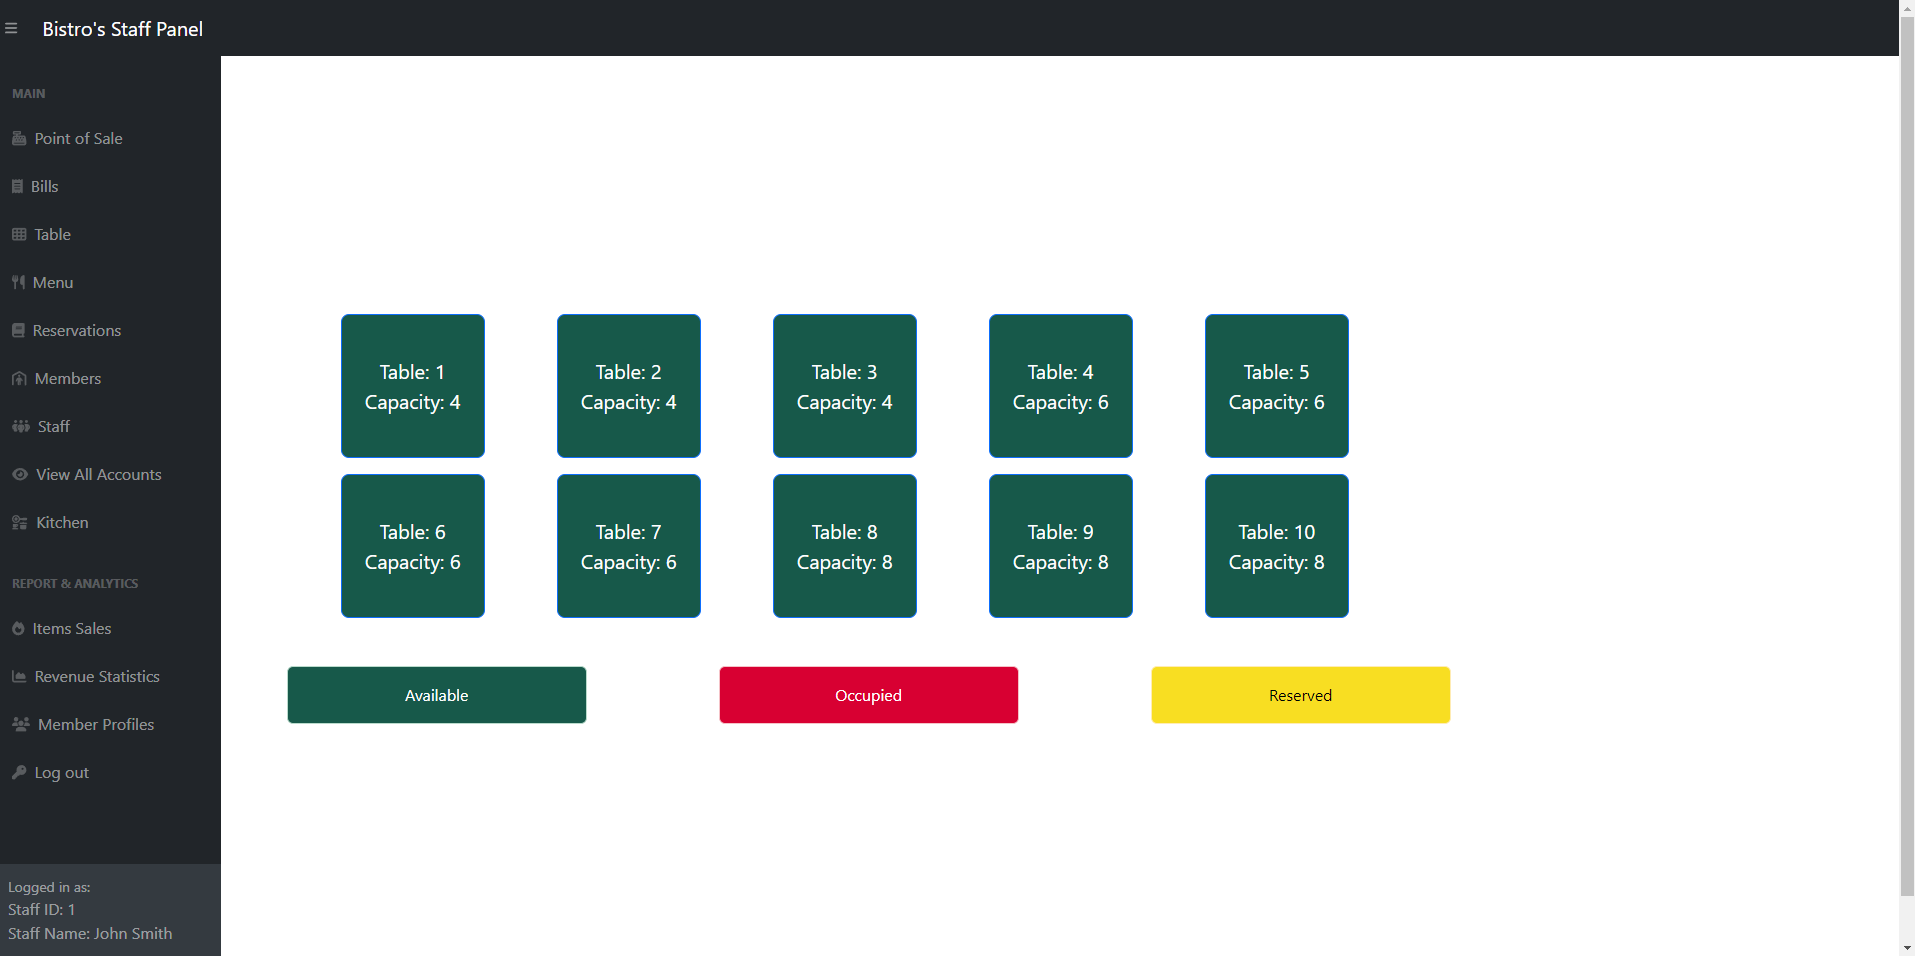 Bistro's Staff Panel
MAIN
Point of Sale
Bills
Table
Menu
Reservations
Members
Staff
View All Accounts
Kitchen
REPORT & ANALYTICS
Items Sales
Revenue Statistics
Member Profiles
Log out
Logged in as:
Staff ID: 1
Staff Name: John Smith
Table: 1
Capacity: 4
Table: 2
Capacity: 4
Table: 3
Capacity: 4
Table: 4
Capacity: 6
Table: 5
Capacity: 6
Table: 6
Capacity: 6
Table: 7
Capacity: 6
Table: 8
Capacity: 8
Table: 9
Capacity: 8
Table: 10
Capacity: 8
Available
Occupied
Reserved